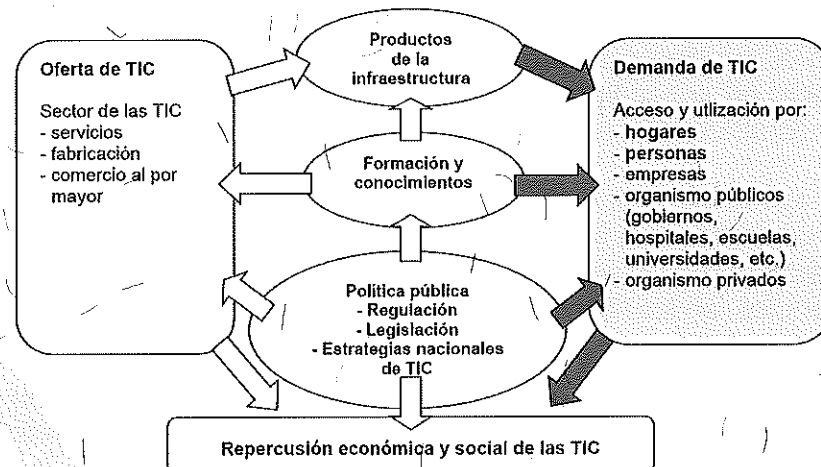 Productos
de la
infraestructura
Oferta de TIC
Sector de las TIC
- servicios
- fabricación
- comercio al por
mayor
Formación y
conocimientos
Política pública
- Regulación
- Legislación
- Estrategias nacionales
de TIC
Demanda de TIC
Acceso y utlización por:
- hogares
- personas
- empresas
- organismo públicos
(gobiernos,
hospitales, escuelas,
universidades, etc.)
- organismo privados
Repercusión económica y social de las TIC